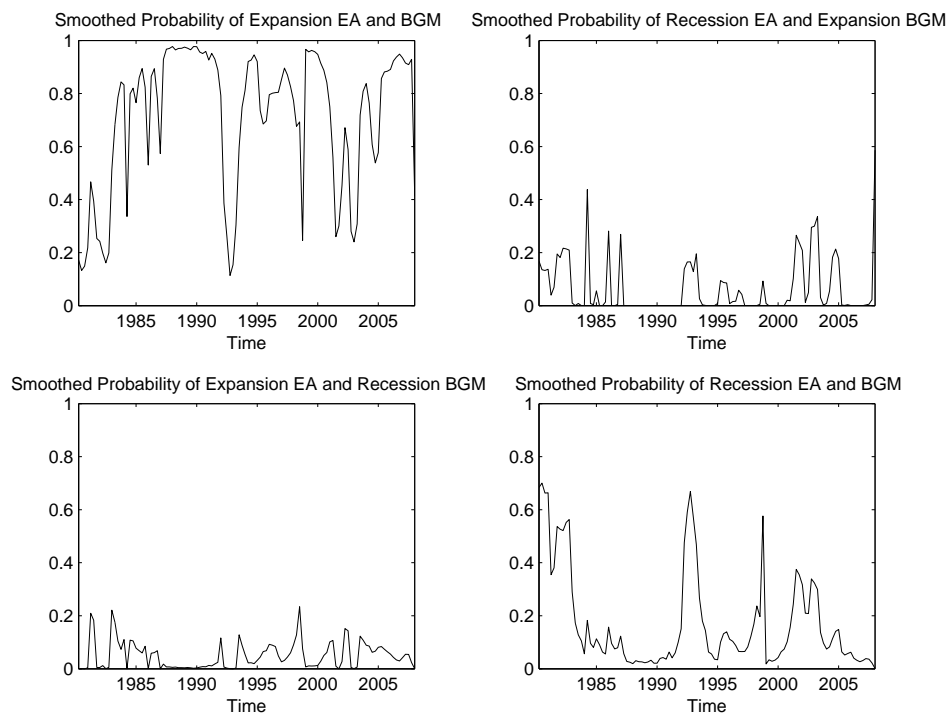 Smoothed Probability of Expansion EA and BGM
1
0.8
0.6
0.4
0.2
0
1985 1990 1995 2000 2005
Time
Smoothed Probability of Recession EA and Expansion BGM
1
0.8
0.6
0.4
0.2
0
1985 1990 1995 2000 2005
Time
Smoothed Probability of Expansion EA and Recession BGM
1
0.8
0.6
0.4
0.2
0
1985 1990 1995 2000 2005
Time
Smoothed Probability of Recession EA and BGM
1
0.8
0.6
0.4
0.2
0
1985 1990 1995 2000 2005
Time